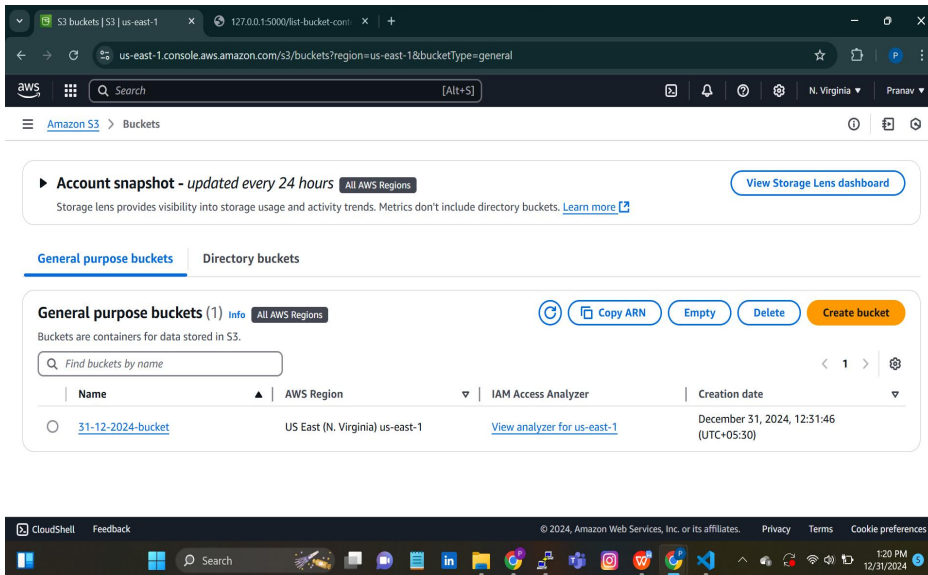 S3 buckets | S3 | us-east-1
127.0.0.1:5000/list-bucket-cont
us-east-1.console.aws.amazon.com/s3/buckets?region=us-east-1&bucketType=general
P
aws
Search
[Alt+S]
N. Virginia ▼
Pranav ▼
Amazon S3 > Buckets
Account snapshot - updated every 24 hours All AWS Regions
View Storage Lens dashboard
Storage lens provides visibility into storage usage and activity trends. Metrics don't include directory buckets. Learn more
General purpose buckets
Directory buckets
General purpose buckets (1) Info All AWS Regions
Copy ARN
Empty
Delete
Create bucket
Buckets are containers for data stored in S3.
Find buckets by name
1
Name
AWS Region
IAM Access Analyzer
Creation date
31-12-2024-bucket
US East (N. Virginia) us-east-1
View analyzer for us-east-1
December 31, 2024, 12:31:46
(UTC+05:30)
CloudShell
Feedback
© 2024, Amazon Web Services, Inc. or its affiliates.
Privacy
Terms
Cookie preferences
Search
in
1:20 PM
12/31/2024
5